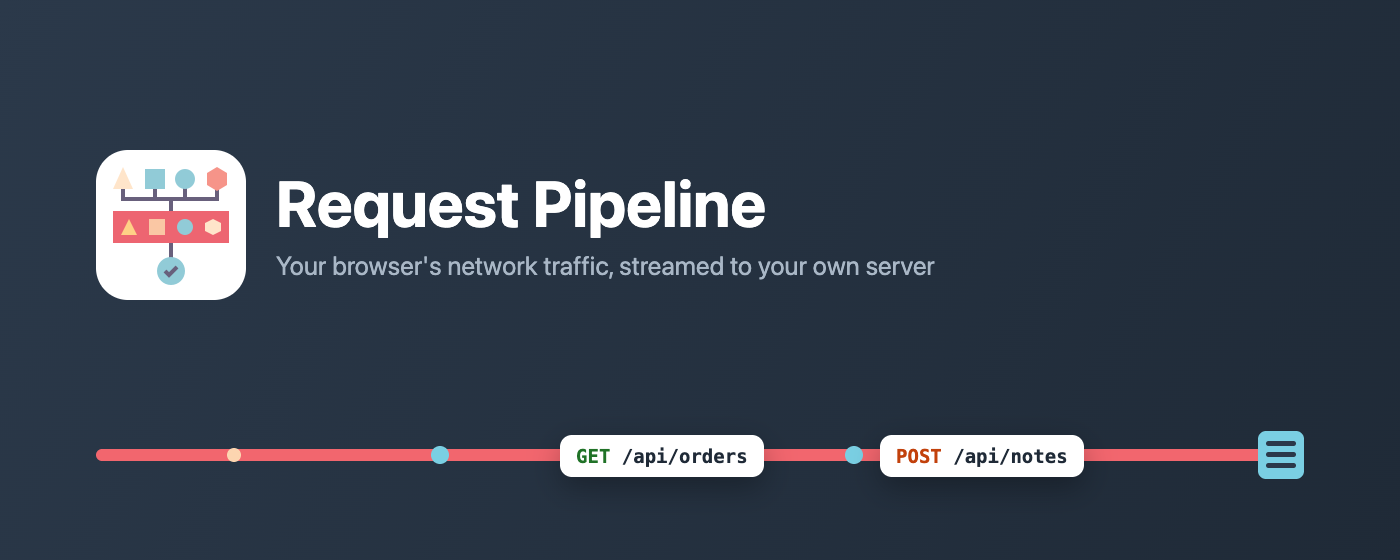 Request Pipeline
Your browser's network traffic, streamed to your own server
GET /api/orders
POST /api/notes